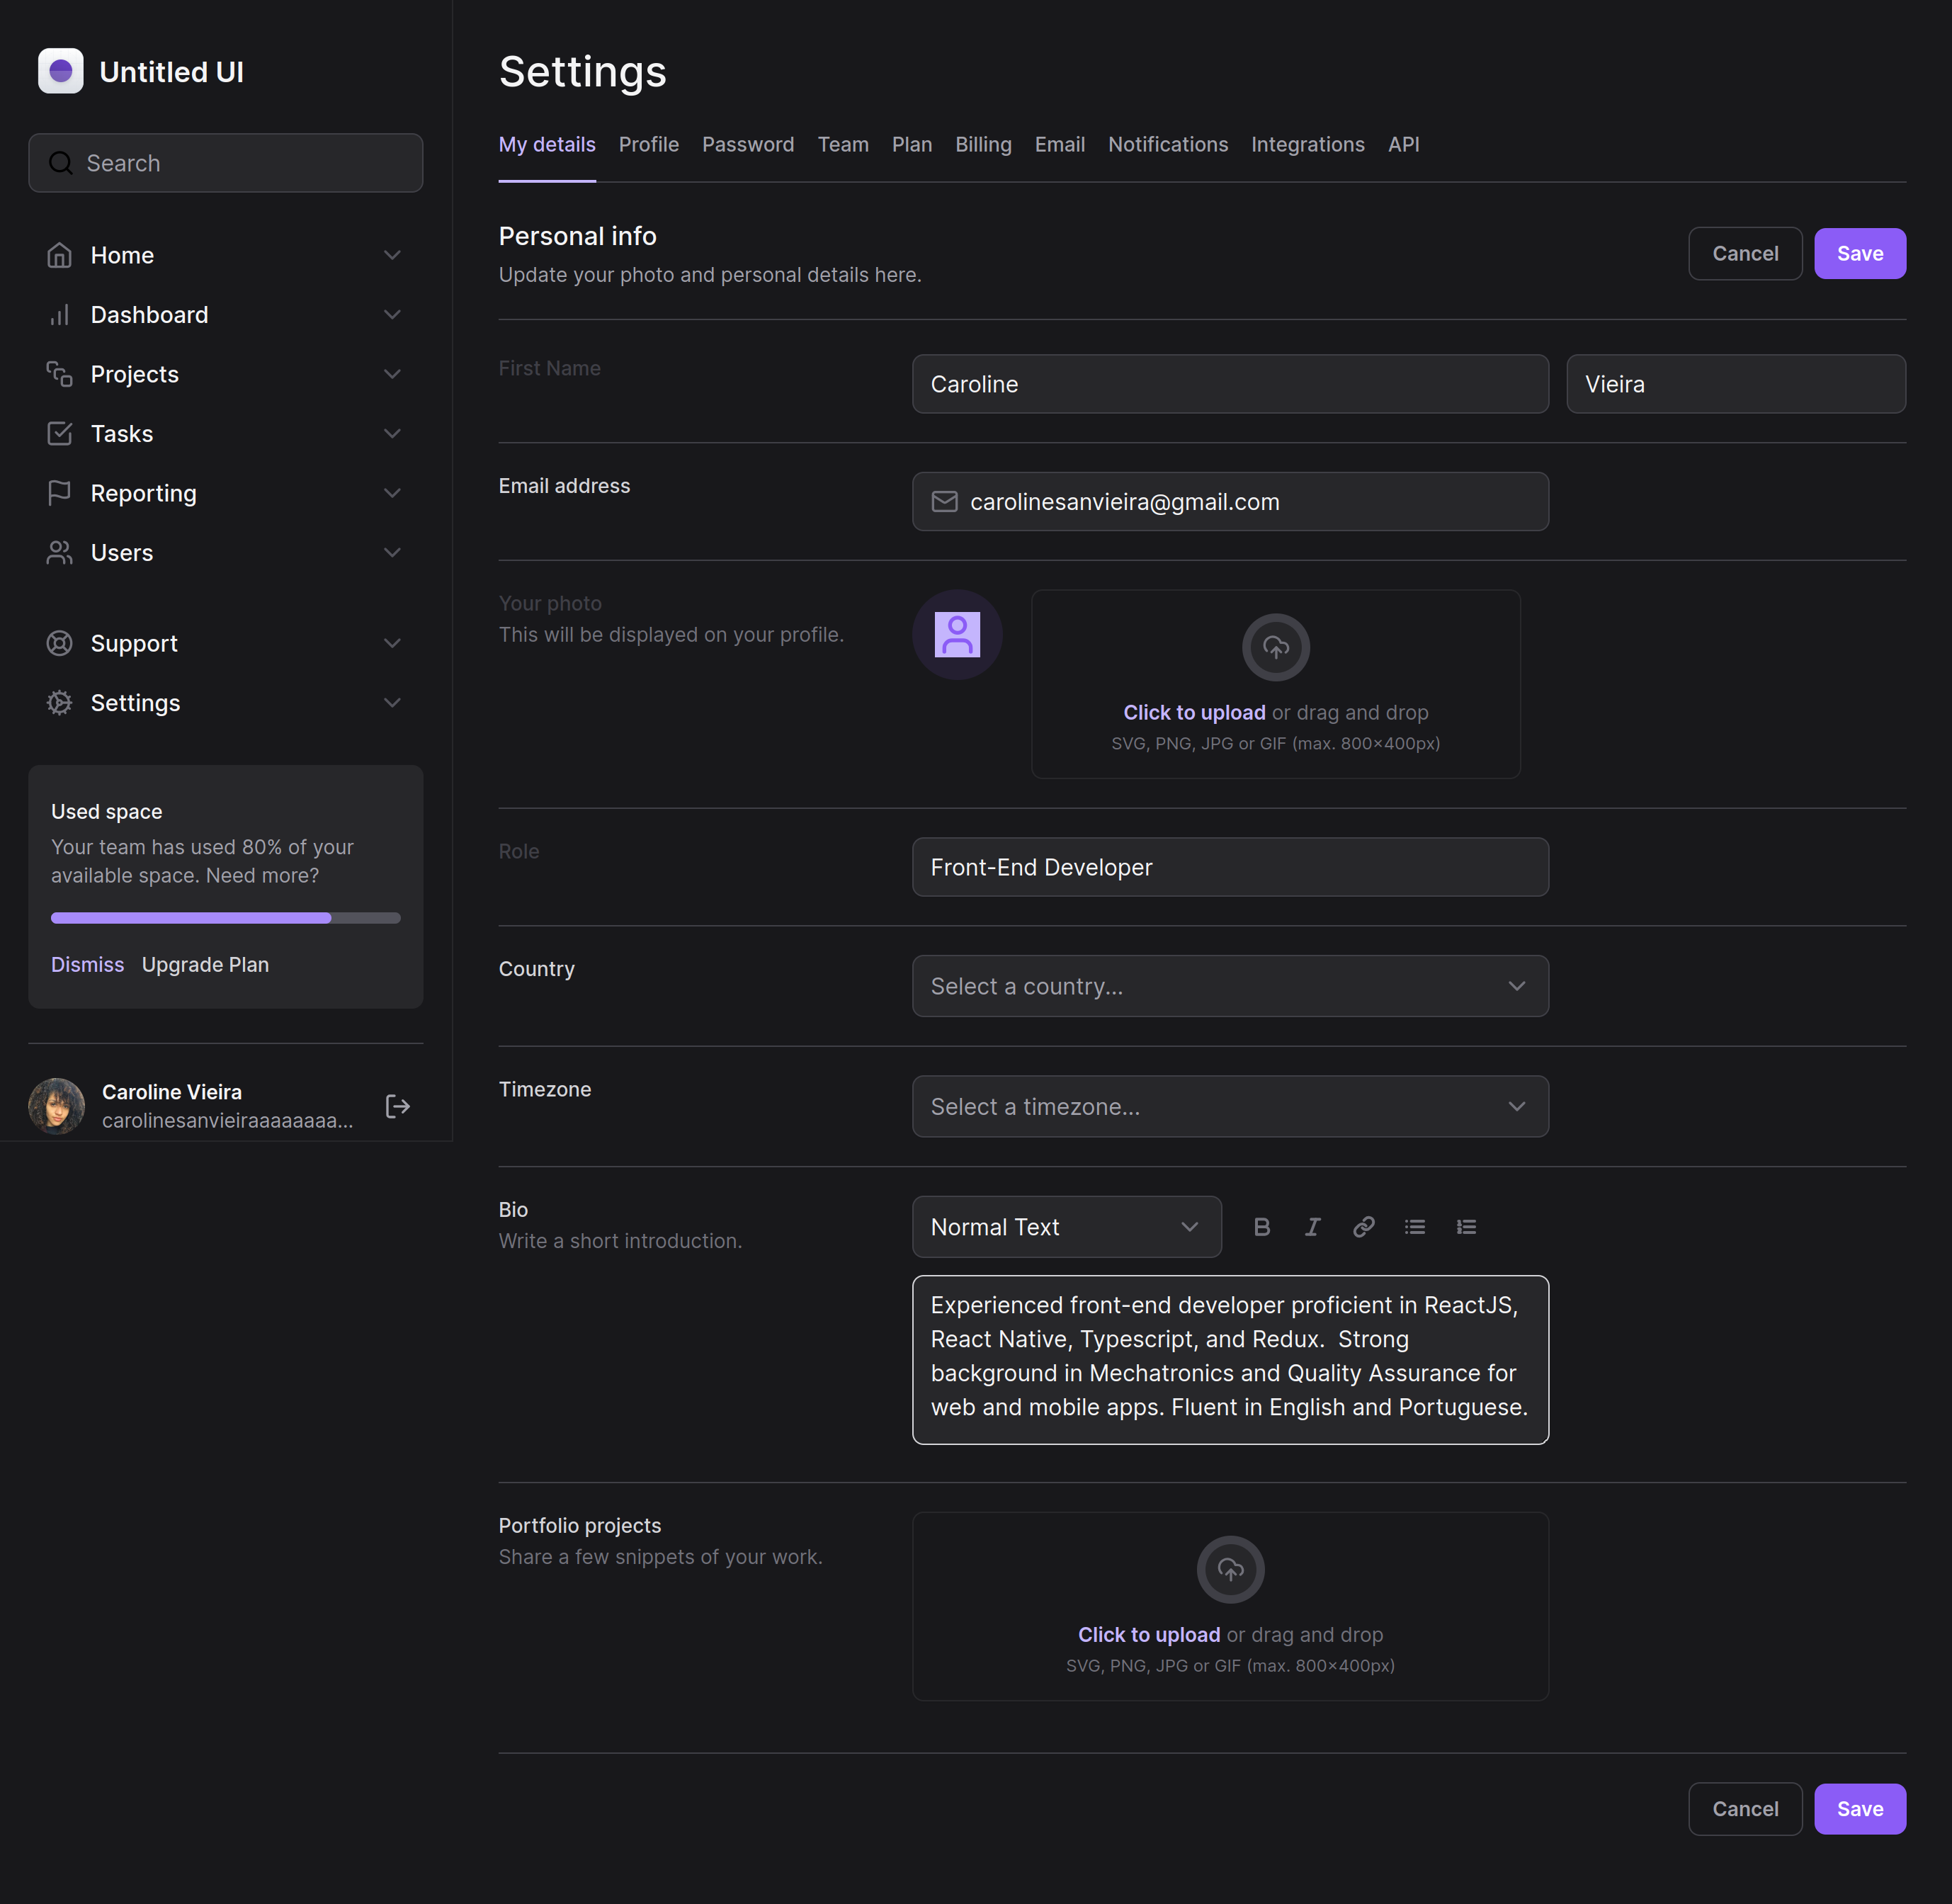 Untitled UI
Search
Home
Dashboard
Projects
Tasks
Reporting
Users
Support
Settings
Used space
Your team has used 80% of your
available space. Need more?
Dismiss Upgrade Plan
Caroline Vieira
carolinesanvieiraaaaaaaa...
Settings
My details Profile Password Team Plan Billing Email Notifications Integrations API
Personal info
Update your photo and personal details here.
Cancel Save
First Name
Caroline Vieira
Email address
carolinesanvieira@gmail.com
Your photo
This will be displayed on your profile.
Click to upload or drag and drop
SVG, PNG, JPG or GIF (max. 800×400px)
Role
Front-End Developer
Country
Select a country...
Timezone
Select a timezone...
Bio
Write a short introduction.
Normal Text
Experienced front-end developer proficient in ReactJS,
React Native, Typescript, and Redux.  Strong
background in Mechatronics and Quality Assurance for
web and mobile apps. Fluent in English and Portuguese.
Portfolio projects
Share a few snippets of your work.
Click to upload or drag and drop
SVG, PNG, JPG or GIF (max. 800×400px)
Cancel Save